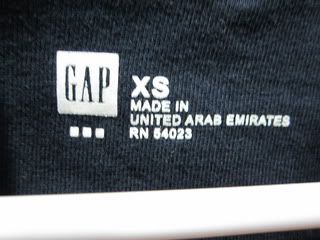 GAP
XS
MADE IN
UNITED ARAB EMIRATES
RN 54023